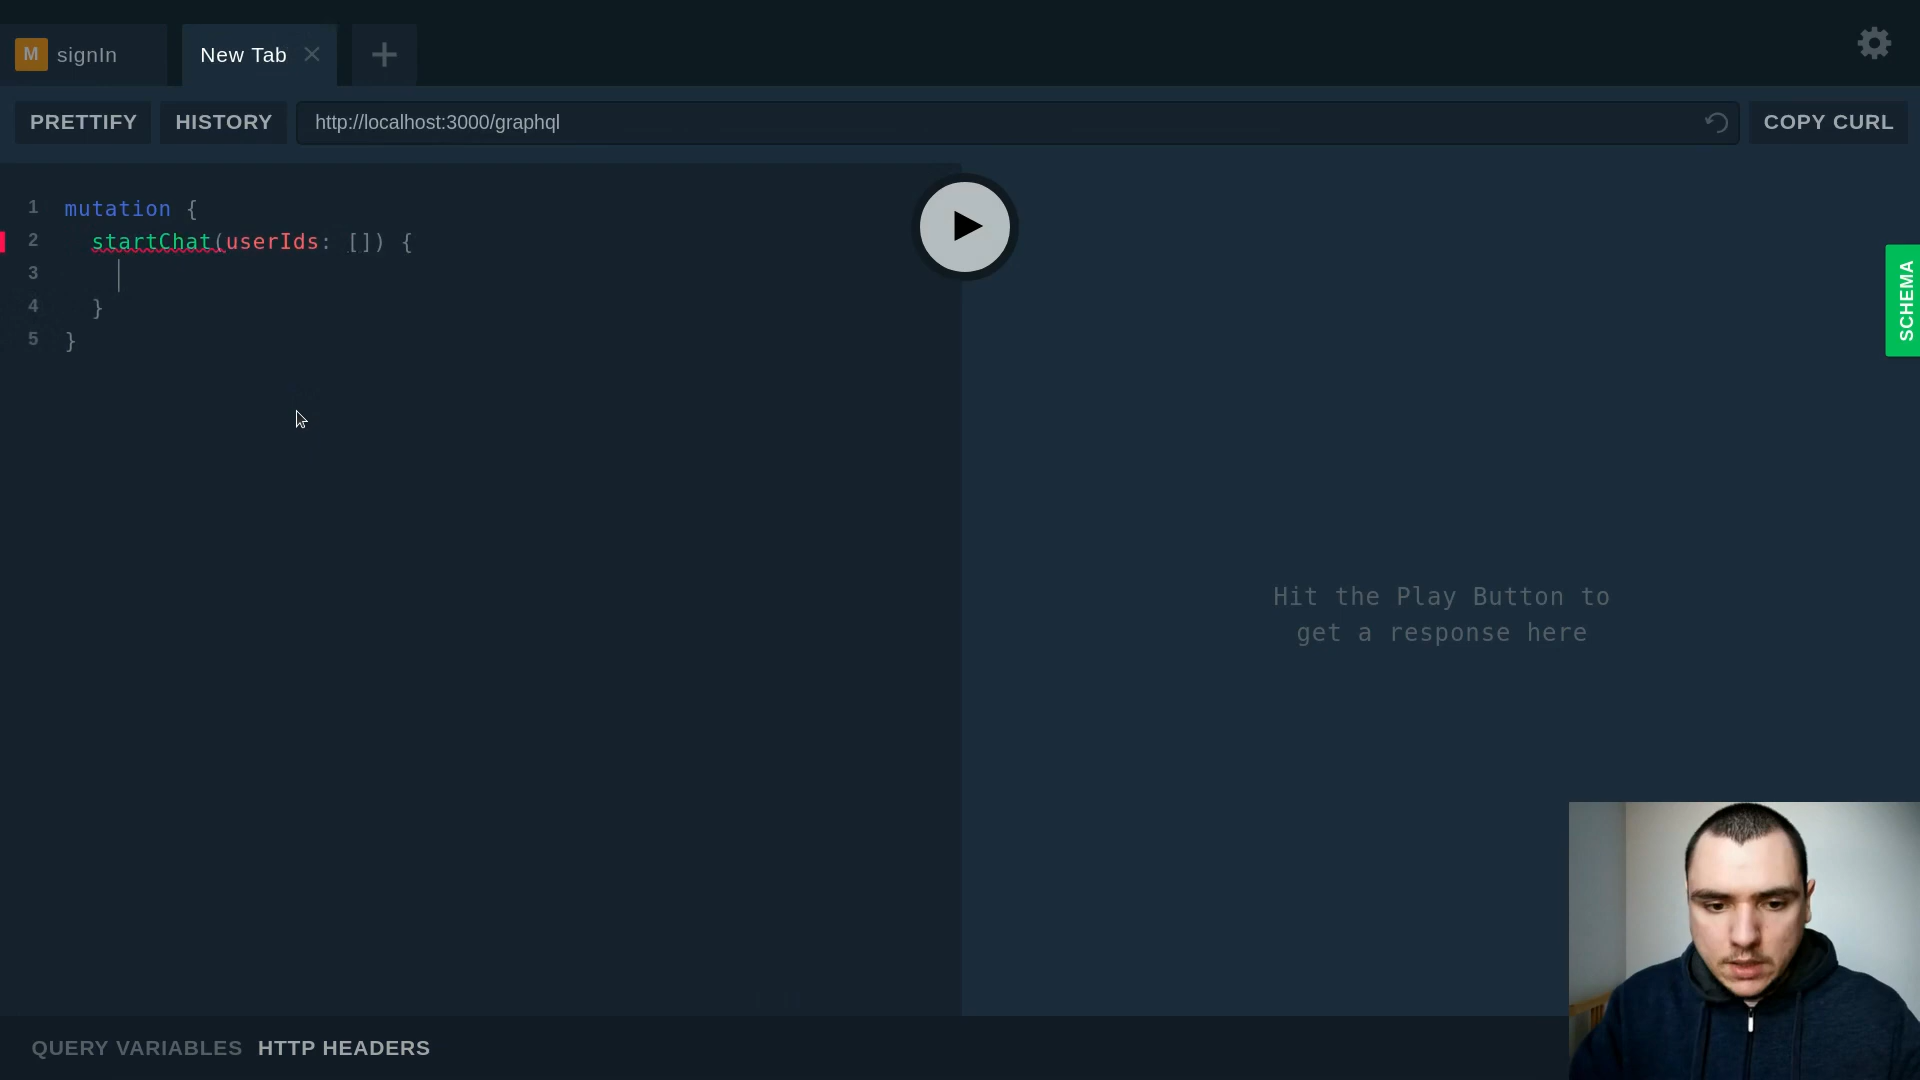 M signIn
New Tab
PRETTIFY
HISTORY
http://localhost:3000/graphql
COPY CURL
1 mutation {
2 startChat(userIds: []) {
3
4 }
5 }
SCHEMA
Hit the Play Button to
get a response here
QUERY VARIABLES HTTP HEADERS